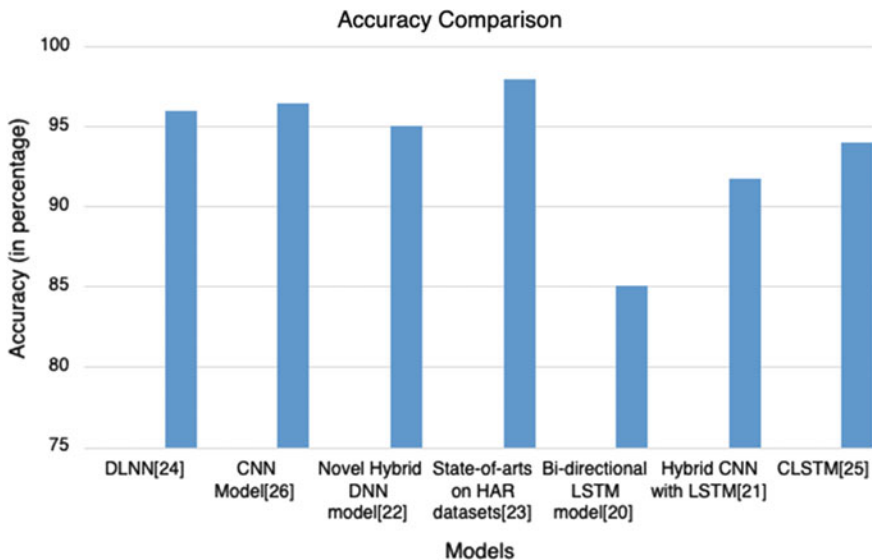 Accuracy Comparison
100
95
90
85
80
75
Accuracy (in percentage)
DLNN[24]
CNN
Model[26]
Novel Hybrid
DNN
model[22]
State-of-arts
on HAR
datasets[23]
Bi-directional
LSTM
model[20]
Hybrid CNN
with LSTM[21]
CLSTM[25]
Models